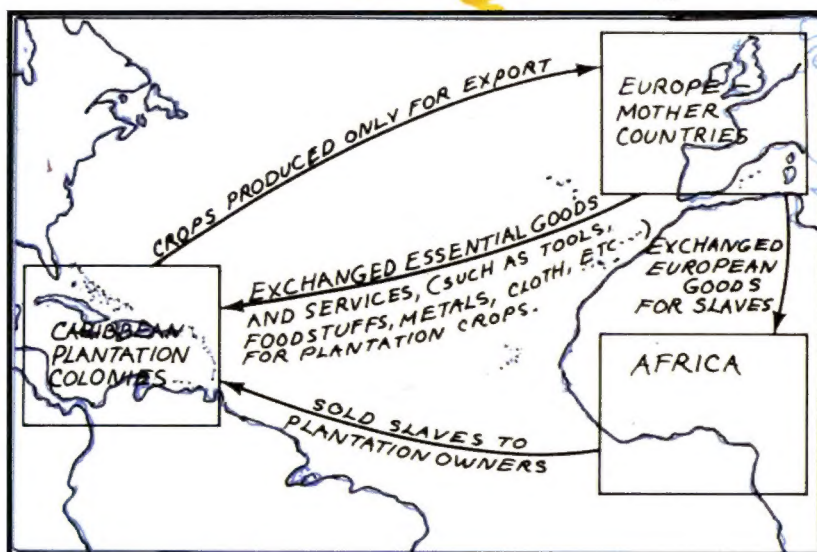 CROPS PRODUCED ONLY FOR EXPORT
EUROPE
MOTHER
COUNTRIES
EXCHANGED ESSENTIAL GOODS
AND SERVICES, (SUCH AS TOOLS,
FOODSTUFFS, METALS, CLOTH, ETC...)
FOR PLANTATION CROPS.
EXCHANGED
EUROPEAN
GOODS
FOR SLAVES
CARIBBEAN
PLANTATION
COLONIES
AFRICA
SOLD SLAVES TO
PLANTATION OWNERS